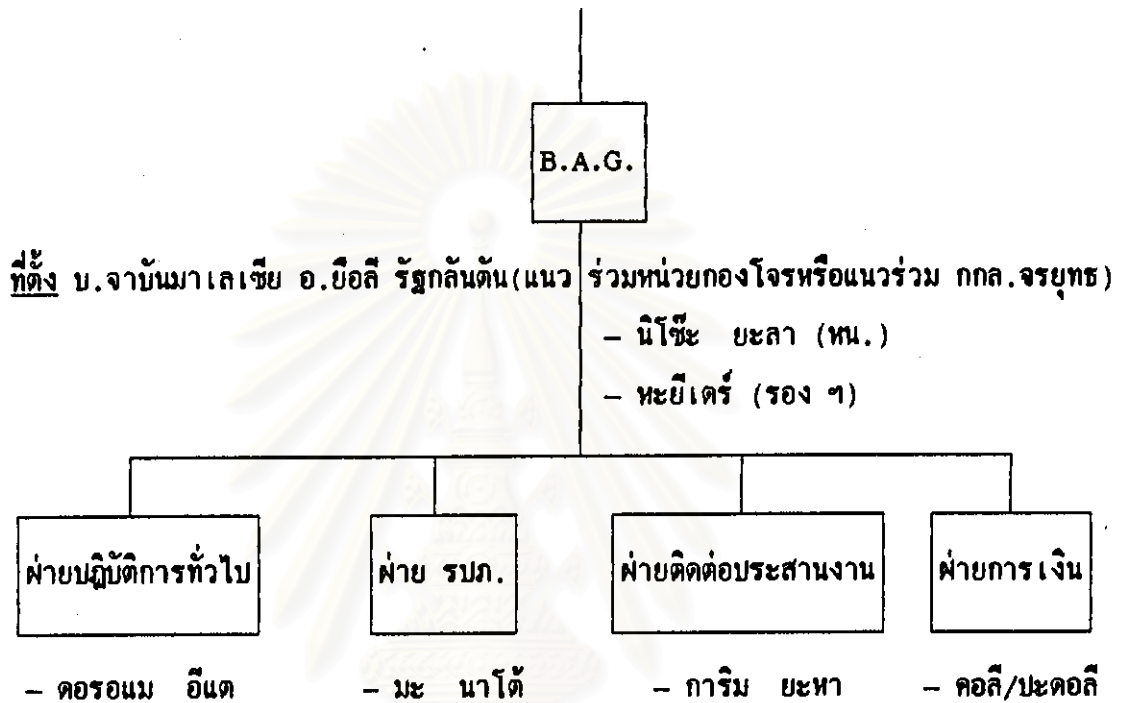 B.A.G.
ที่ตั้ง บ.จาบันมาเลเซีย อ.ยือลี รัฐกลันตัน(แนว ร่วมหน่วยกองโจรหรือแนวร่วม กกล.จรยุทธ)
– นิโซ๊ะ ยะลา (หน.)
– หะยีเดร์ (รอง ฯ)
ฝ่ายปฏิบัติการทั่วไป ฝ่าย รปภ. ฝ่ายติดต่อประสานงาน ฝ่ายการเงิน
– ดอรอแม อีแต – มะ นาโต้ – การิม ยะหา – คอลี/ปะดอลี